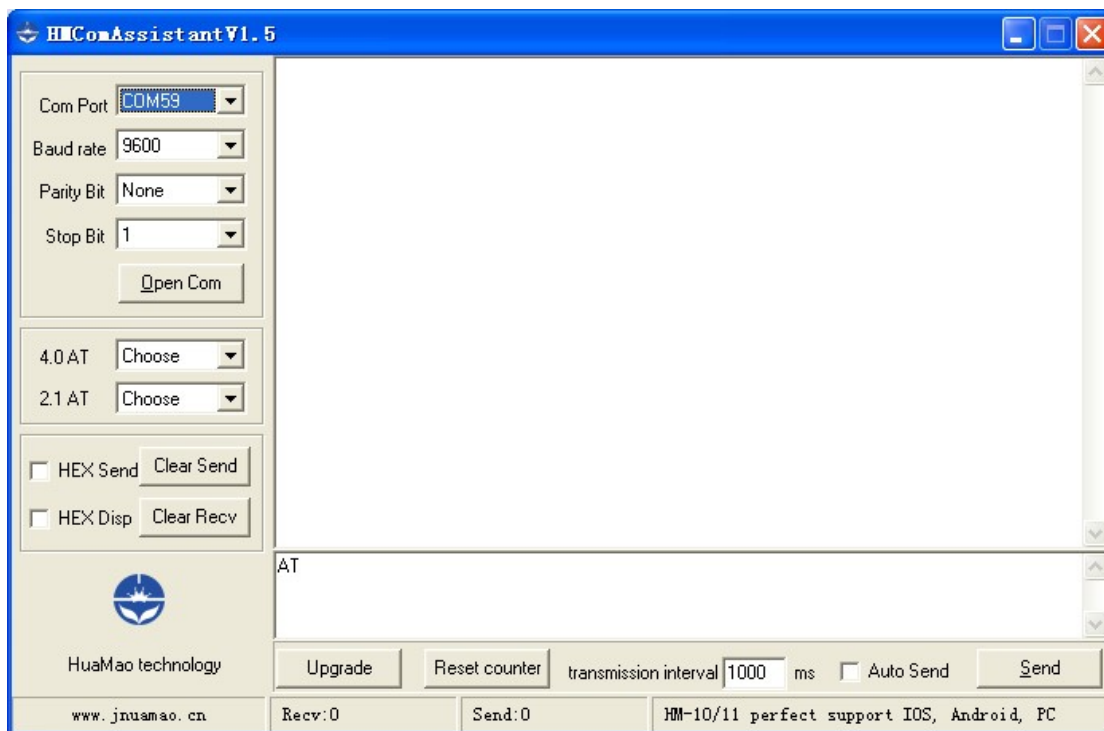 HMComAssistantV1.5
Com Port COM59
Baud rate 9600
Parity Bit None
Stop Bit 1
Open Com
4.0 AT Choose
2.1 AT Choose
HEX Send Clear Send
HEX Disp Clear Recv
AT
HuaMao technology
Upgrade Reset counter transmission interval 1000 ms Auto Send Send
www.jnuamao.cn Recv:0 Send:0 HM-10/11 perfect support IOS, Android, PC